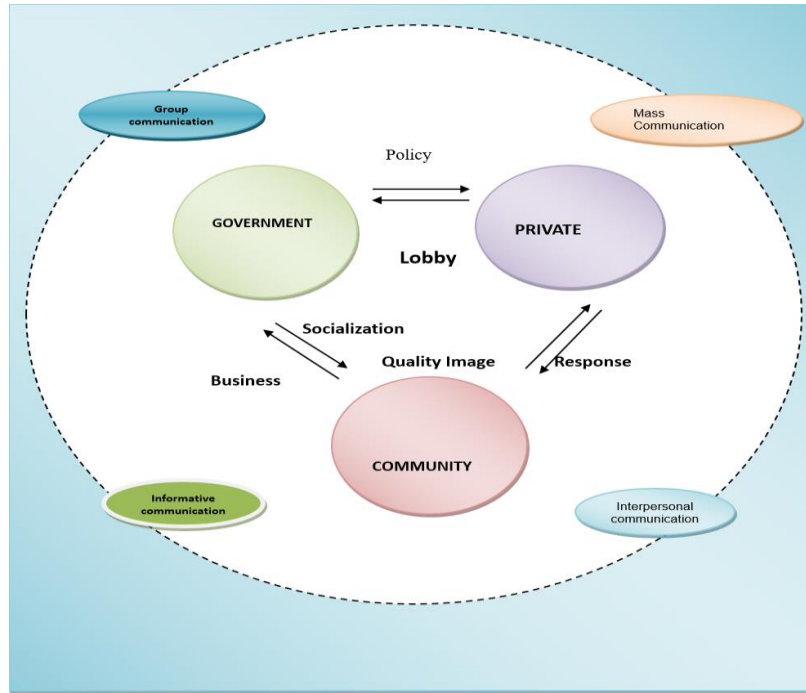 Group
communication
Mass
Communication
Policy
GOVERNMENT
PRIVATE
Lobby
Socialization
Quality Image
Response
Business
COMMUNITY
Informative
communication
Interpersonal
communication